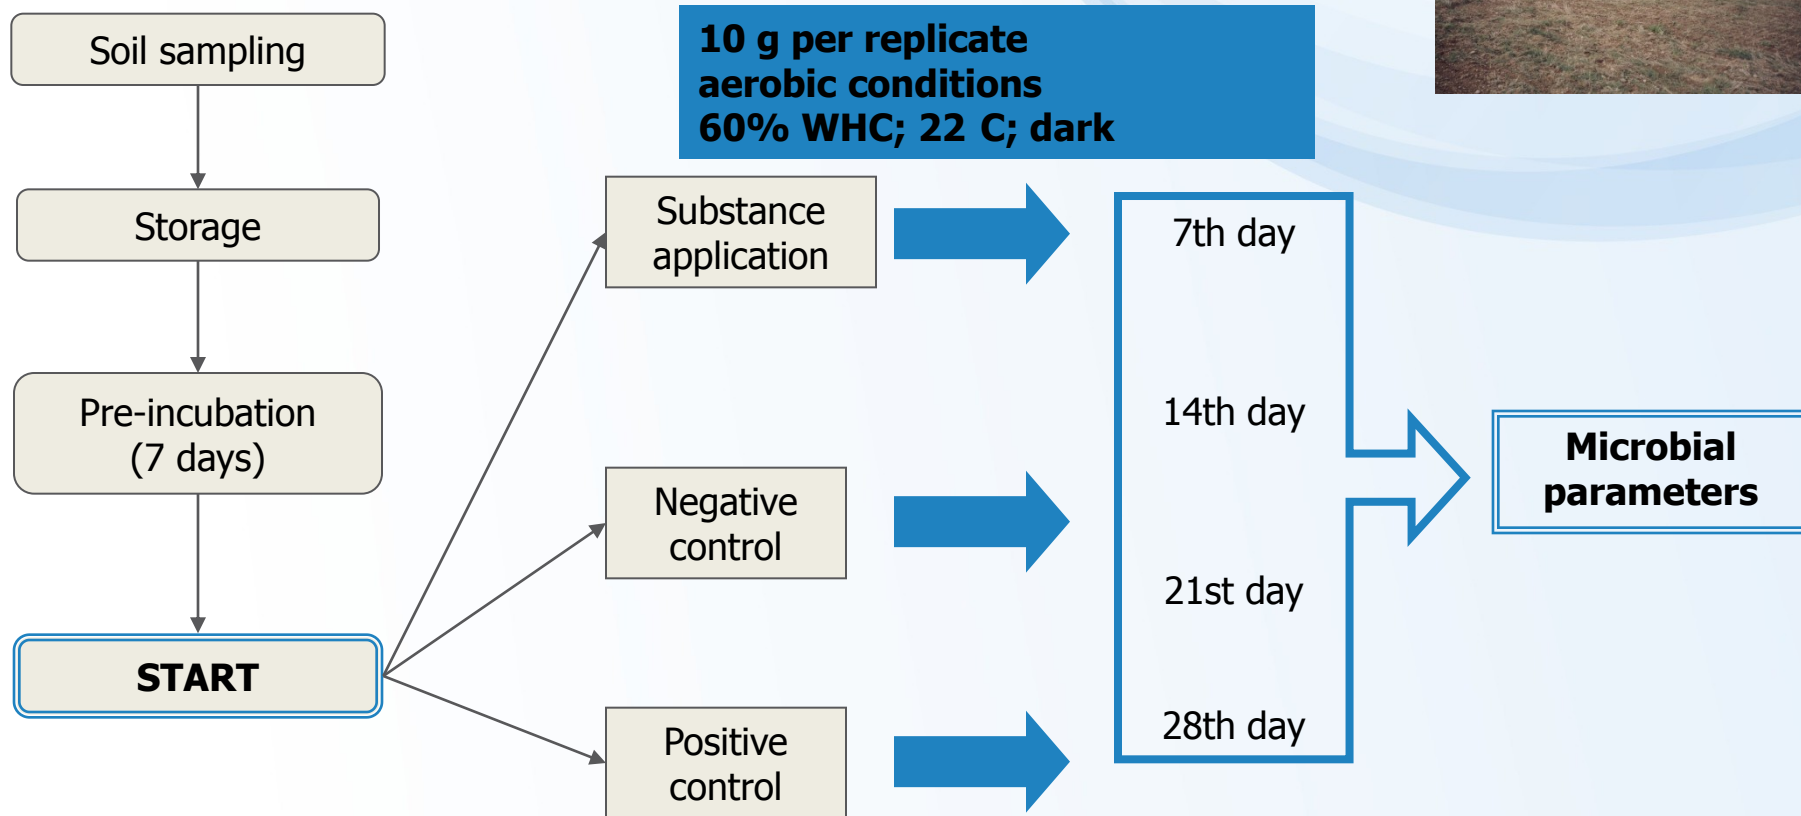 Soil sampling
Storage
Pre-incubation
(7 days)
START
10 g per replicate
aerobic conditions
60% WHC; 22 C; dark
Substance
application
Negative
control
Positive
control
7th day
14th day
21st day
28th day
Microbial
parameters